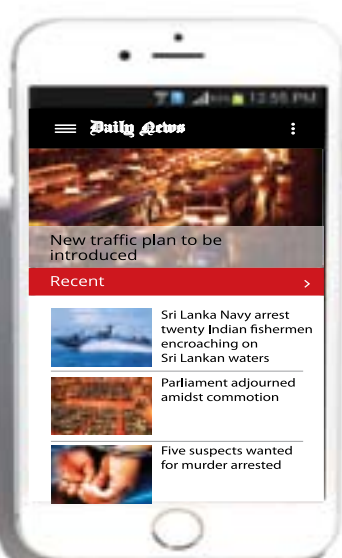 12:55 PM
Daily News
New traffic plan to be
introduced
Recent
Sri Lanka Navy arrest
twenty Indian fishermen
encroaching on
Sri Lankan waters
Parliament adjourned
amidst commotion
Five suspects wanted
for murder arrested